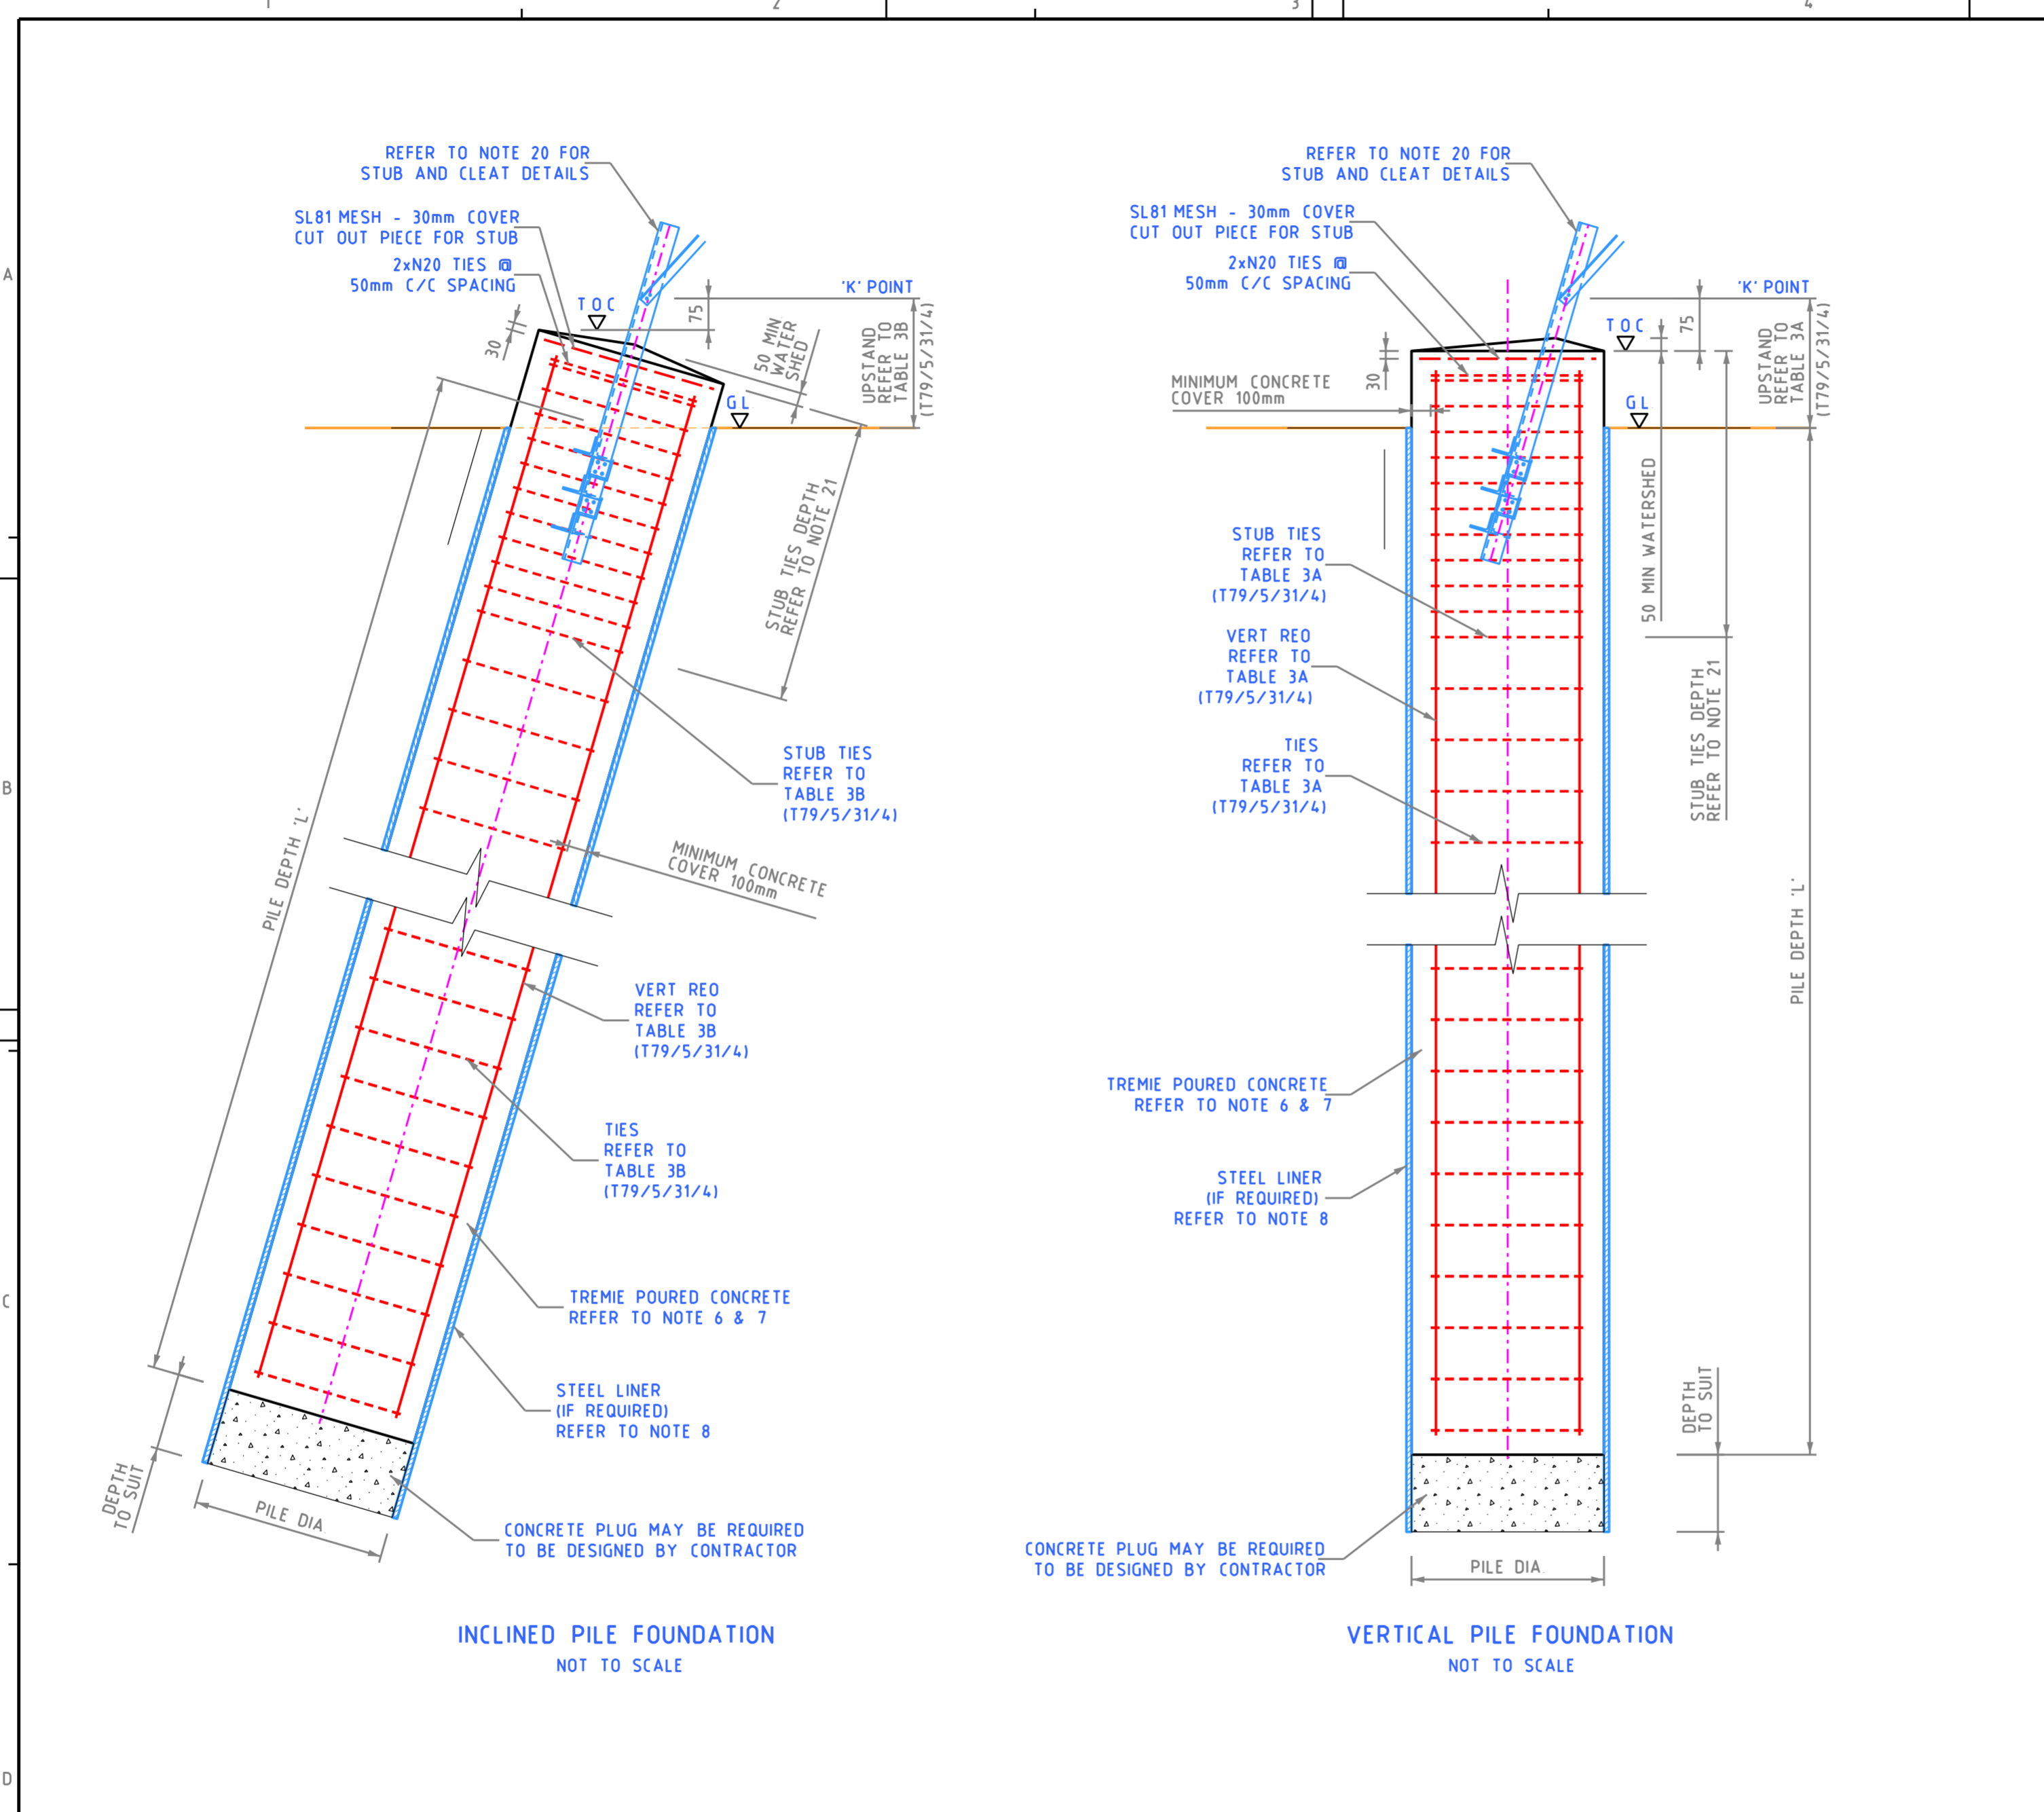 1
2
3
4
A
B
C
D
REFER TO NOTE 20 FOR
STUB AND CLEAT DETAILS
SL81 MESH - 30mm COVER
CUT OUT PIECE FOR STUB
2xN20 TIES @
50mm C/C SPACING
TOC
30
75
50 MIN
WATER
SHED
'K' POINT
UPSTAND
REFER TO
TABLE 3B
(T79/5/31/4)
GL
STUB TIES DEPTH
REFER TO NOTE 21
PILE DEPTH 'L'
STUB TIES
REFER TO
TABLE 3B
(T79/5/31/4)
MINIMUM CONCRETE
COVER 100mm
VERT REO
REFER TO
TABLE 3B
(T79/5/31/4)
TIES
REFER TO
TABLE 3B
(T79/5/31/4)
TREMIE POURED CONCRETE
REFER TO NOTE 6 & 7
STEEL LINER
(IF REQUIRED)
REFER TO NOTE 8
DEPTH
TO SUIT
PILE DIA.
CONCRETE PLUG MAY BE REQUIRED
TO BE DESIGNED BY CONTRACTOR
INCLINED PILE FOUNDATION
NOT TO SCALE
REFER TO NOTE 20 FOR
STUB AND CLEAT DETAILS
SL81 MESH - 30mm COVER
CUT OUT PIECE FOR STUB
2xN20 TIES @
50mm C/C SPACING
'K' POINT
TOC
75
UPSTAND
REFER TO
TABLE 3A
(T79/5/31/4)
30
MINIMUM CONCRETE
COVER 100mm
GL
50 MIN WATERSHED
STUB TIES
REFER TO
TABLE 3A
(T79/5/31/4)
VERT REO
REFER TO
TABLE 3A
(T79/5/31/4)
STUB TIES DEPTH
REFER TO NOTE 21
TIES
REFER TO
TABLE 3A
(T79/5/31/4)
PILE DEPTH 'L'
TREMIE POURED CONCRETE
REFER TO NOTE 6 & 7
STEEL LINER
(IF REQUIRED)
REFER TO NOTE 8
DEPTH
TO SUIT
CONCRETE PLUG MAY BE REQUIRED
TO BE DESIGNED BY CONTRACTOR
PILE DIA.
VERTICAL PILE FOUNDATION
NOT TO SCALE